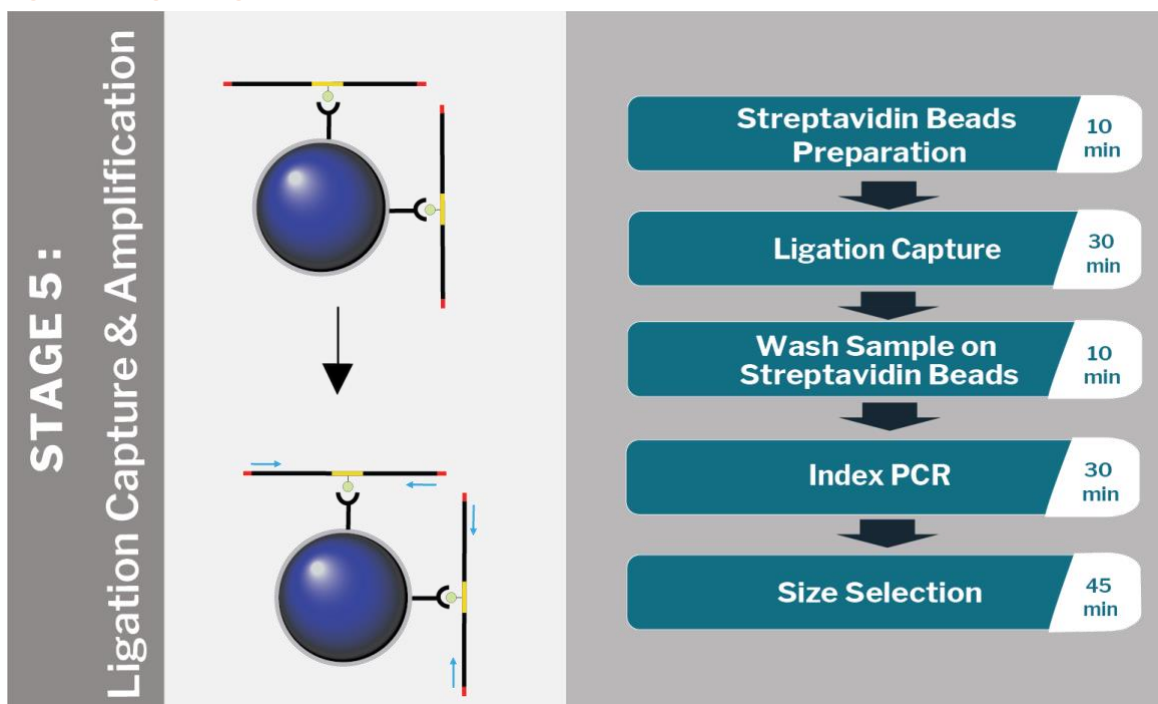 STAGE 5:
Ligation Capture & Amplification
Streptavidin Beads
Preparation
10
min
Ligation Capture
30
min
Wash Sample on
Streptavidin Beads
10
min
Index PCR
30
min
Size Selection
45
min